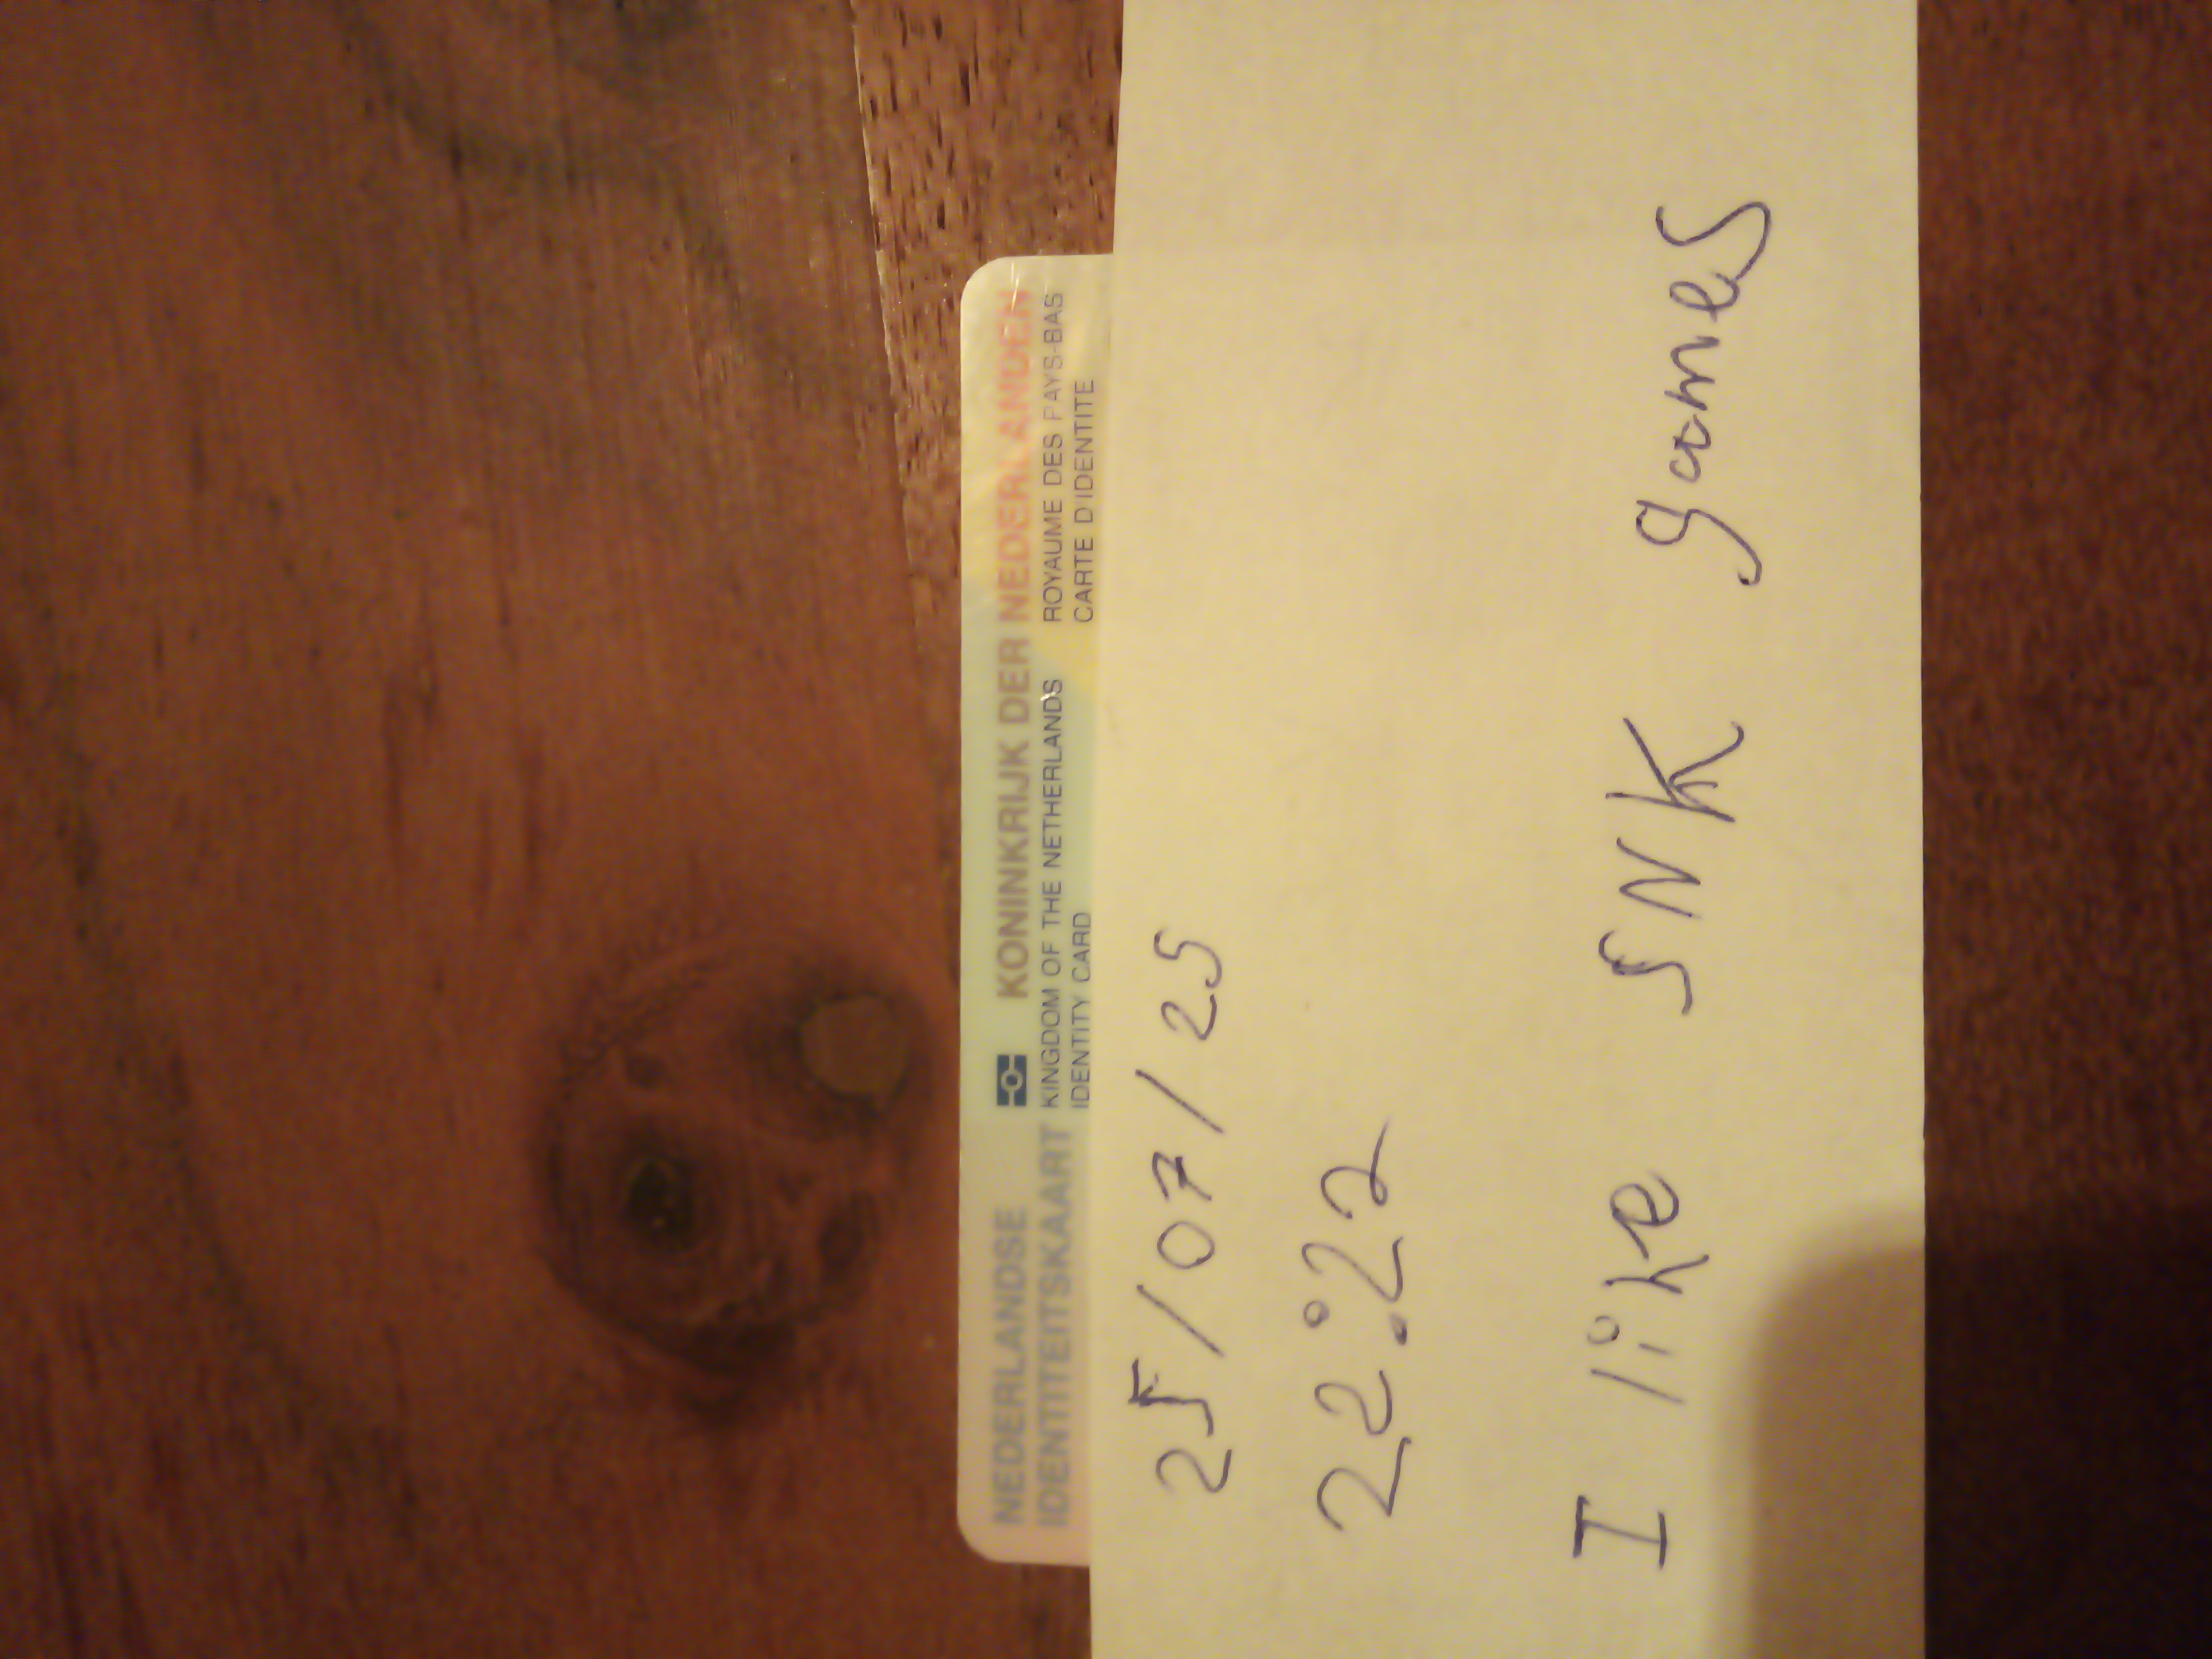 NEDERLANDSE IDENTITEITSKAART
KONINKRIJK DER NEDERLANDEN
KINGDOM OF THE NETHERLANDS
IDENTITY CARD
ROYAUME DES PAYS-BAS
CARTE D'IDENTITE
25/07/25
22:22
I like SNK games